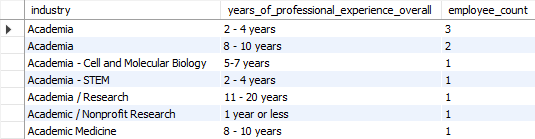 industry years_of_professional_experience_overall employee_count
Academia 2 - 4 years 3
Academia 8 - 10 years 2
Academia - Cell and Molecular Biology 5-7 years 1
Academia - STEM 2 - 4 years 1
Academia / Research 11 - 20 years 1
Academic / Nonprofit Research 1 year or less 1
Academic Medicine 8 - 10 years 1